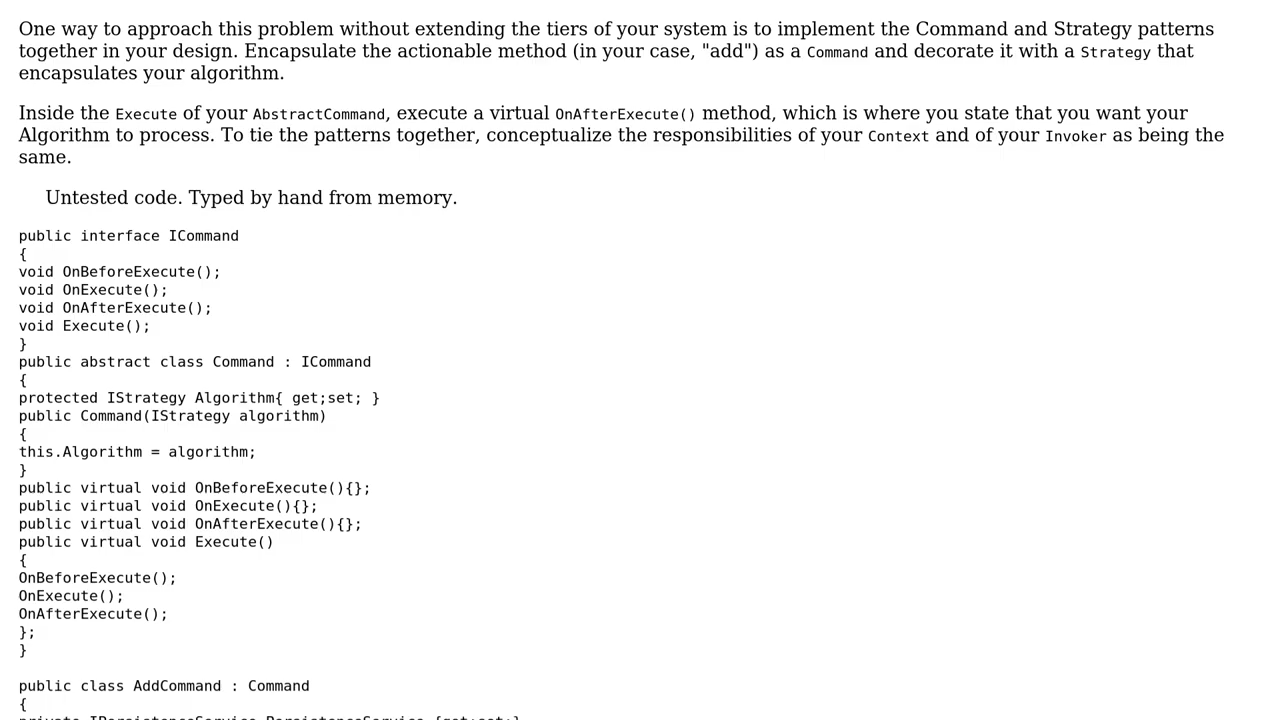 One way to approach this problem without extending the tiers of your system is to implement the Command and Strategy patterns
together in your design. Encapsulate the actionable method (in your case, "add") as a Command and decorate it with a Strategy that
encapsulates your algorithm.
Inside the Execute of your AbstractCommand, execute a virtual OnAfterExecute() method, which is where you state that you want your
Algorithm to process. To tie the patterns together, conceptualize the responsibilities of your Context and of your Invoker as being the
same.
Untested code. Typed by hand from memory.
public interface ICommand
{
void OnBeforeExecute();
void OnExecute();
void OnAfterExecute();
void Execute();
}
public abstract class Command : ICommand
{
protected IStrategy Algorithm{ get;set; }
public Command(IStrategy algorithm)
{
this.Algorithm = algorithm;
}
public virtual void OnBeforeExecute(){};
public virtual void OnExecute(){};
public virtual void OnAfterExecute(){};
public virtual void Execute()
{
OnBeforeExecute();
OnExecute();
OnAfterExecute();
};
}
public class AddCommand : Command
{
private IPersistenceService PersistenceService {get;set;}